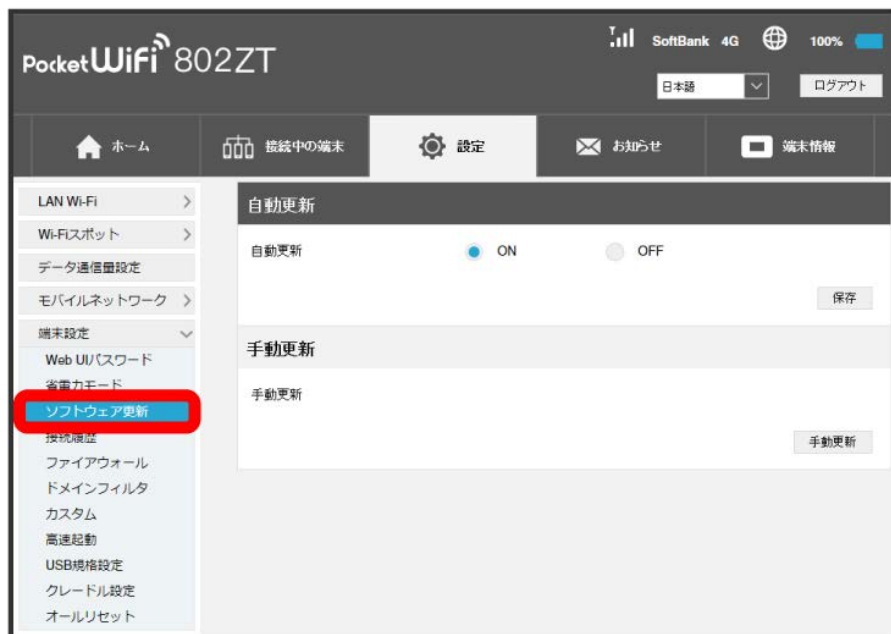 Pocket WiFi 802ZT
SoftBank 4G 100%
日本語 ログアウト
ホーム 接続中の端末 設定 お知らせ 端末情報
LAN Wi-Fi
Wi-Fiスポット
データ通信量設定
モバイルネットワーク
端末設定
Web UIパスワード
省電力モード
ソフトウェア更新
接続履歴
ファイアウォール
ドメインフィルタ
カスタム
高速起動
USB規格設定
クレードル設定
オールリセット
自動更新
自動更新 ON OFF
保存
手動更新
手動更新
手動更新